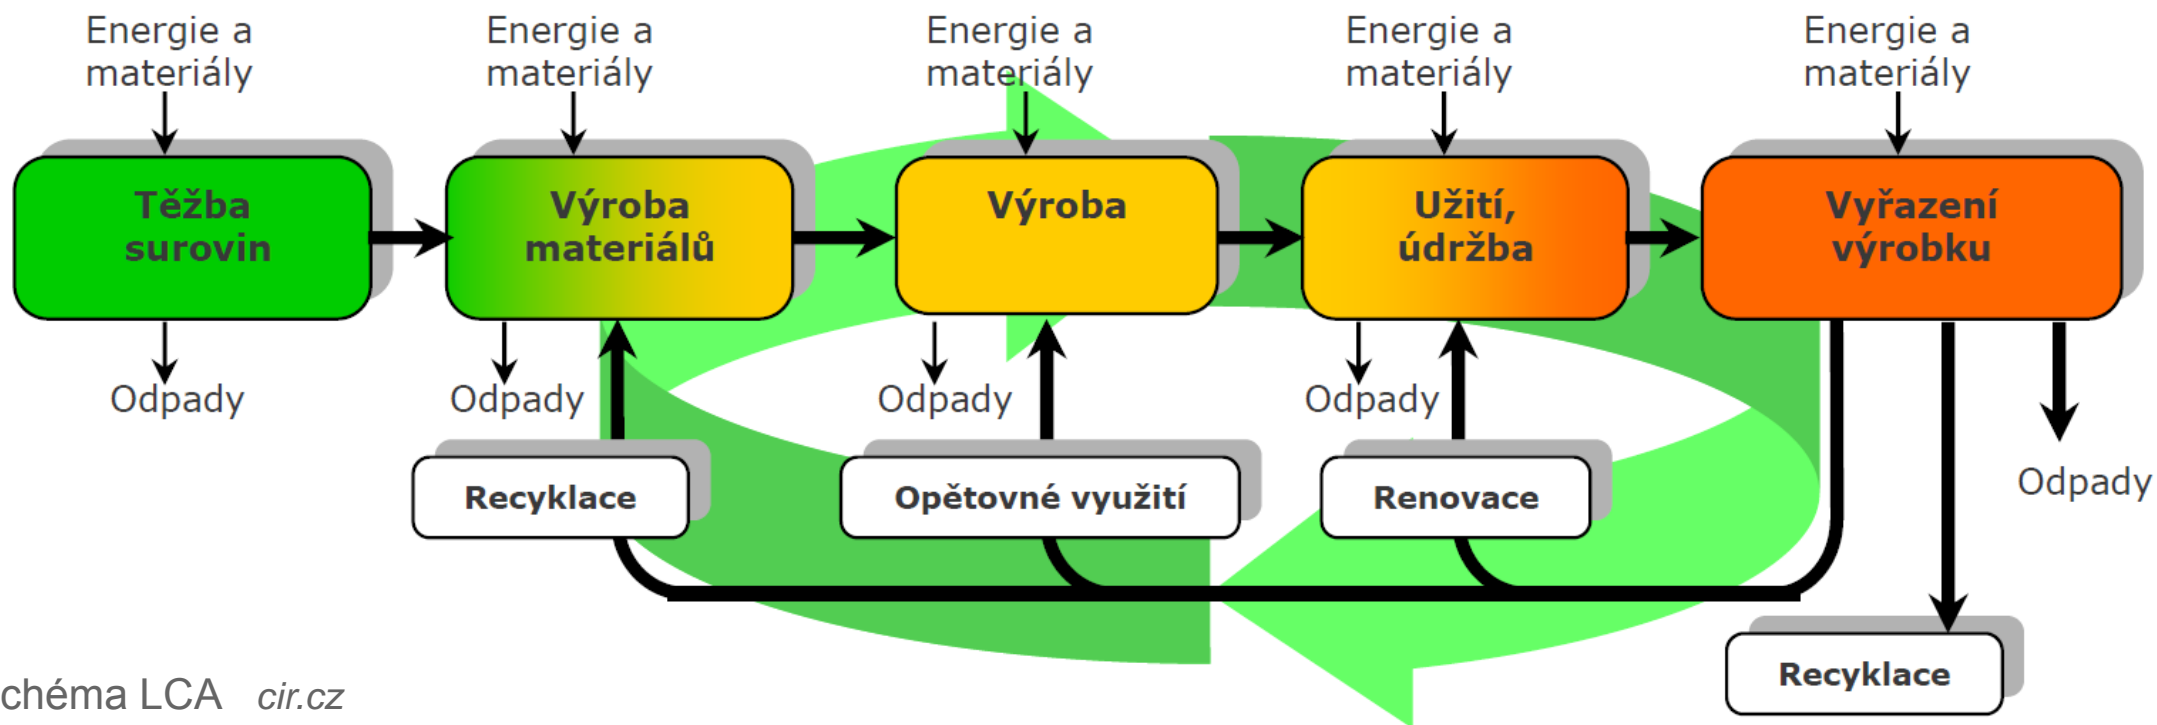 Energie a
materiály
Energie a
materiály
Energie a
materiály
Energie a
materiály
Energie a
materiály
Těžba
surovin
Výroba
materiálů
Výroba
Užití,
údržba
Vyřazení
výrobku
Odpady
Odpady
Odpady
Odpady
Odpady
Recyklace
Opětovné využití
Renovace
Recyklace
chéma LCA cir.cz